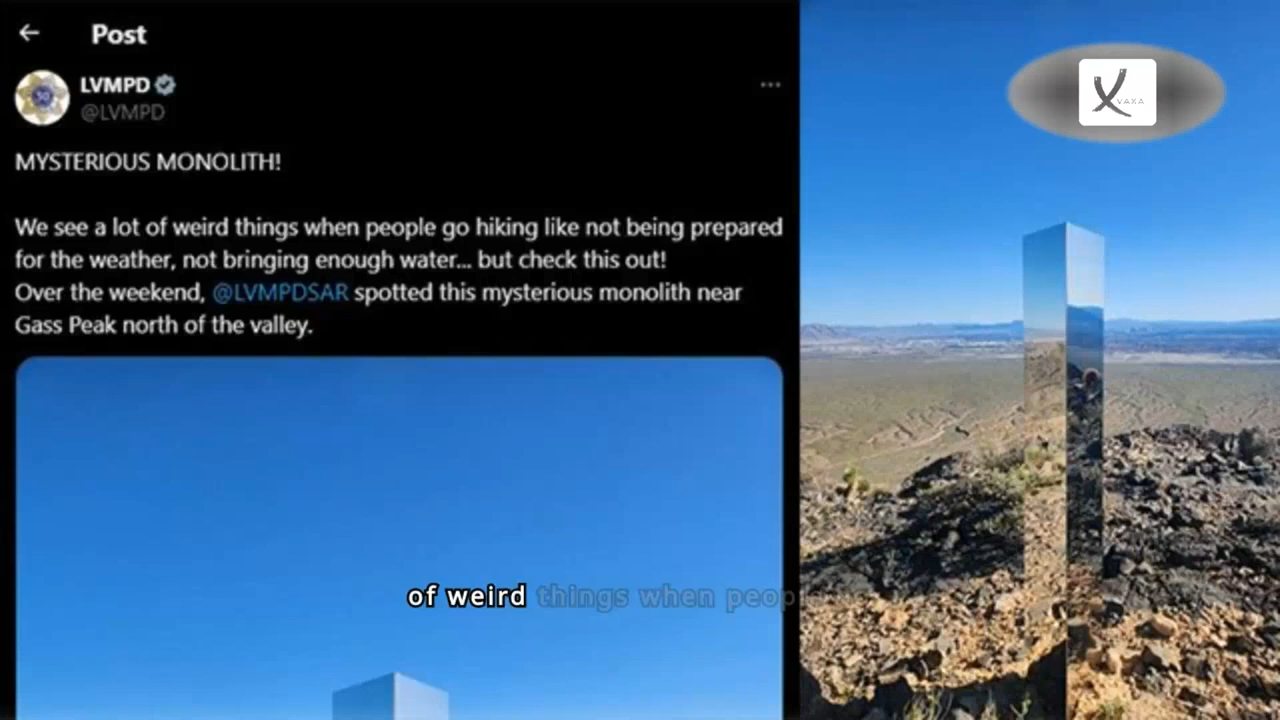 Post
LVMPD
@LVMPD
MYSTERIOUS MONOLITH!
We see a lot of weird things when people go hiking like not being prepared
for the weather, not bringing enough water... but check this out!
Over the weekend, @LVMPDSAR spotted this mysterious monolith near
Gass Peak north of the valley.
X VAXA
of weird things when peop